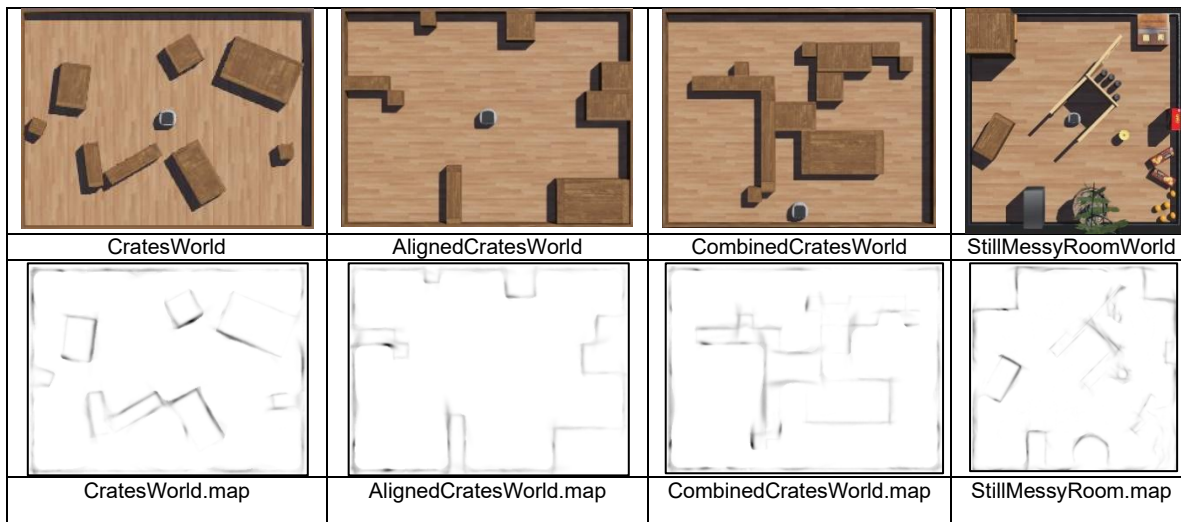 CratesWorld AlignedCratesWorld CombinedCratesWorld StillMessyRoomWorld
CratesWorld.map AlignedCratesWorld.map CombinedCratesWorld.map StillMessyRoom.map